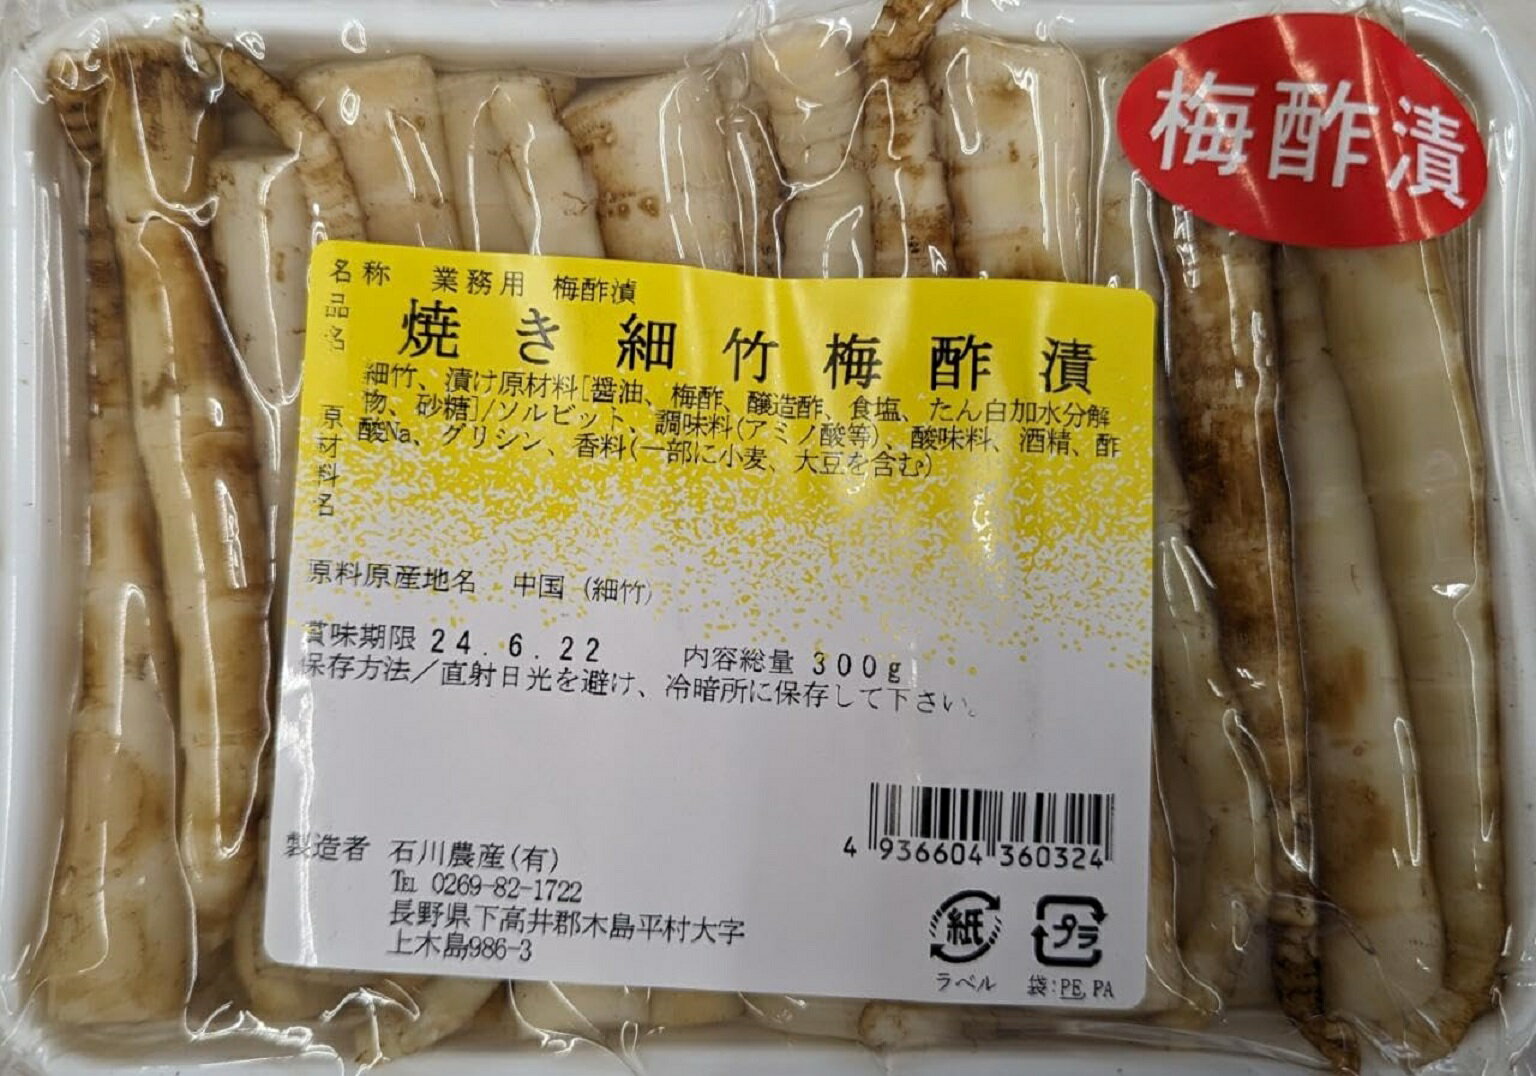 梅酢漬
名称 業務用 梅酢漬
品名 焼き細竹梅酢漬
原材料名 細竹、漬け原材料[醤油、梅酢、醸造酢、食塩、たん白加水分解
物、砂糖]/ソルビット、調味料(アミノ酸等)、酸味料、酒精、酢
酸Na、グリシン、香料(一部に小麦、大豆を含む)
原料原産地名 中国(細竹)
賞味期限 24.6.22 内容総量 300g
保存方法/直射日光を避け、冷暗所に保存して下さい。
製造者 石川農産(有)
℡ 0269-82-1722
長野県下高井郡木島平村大字
上木島986-3
4 936604 360324
紙 プラ
ラベル 袋:PE,PA